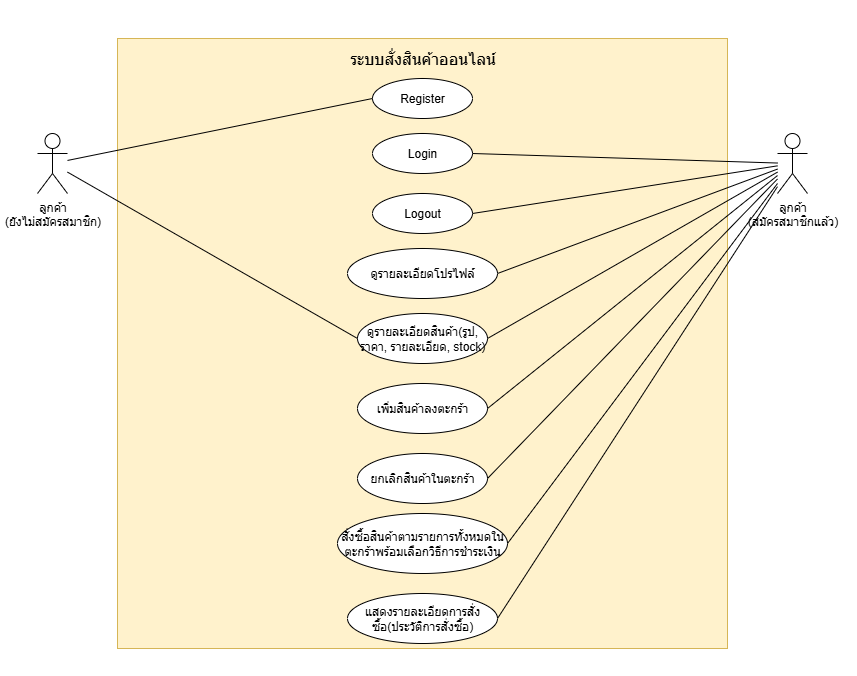 ระบบสั่งสินค้าออนไลน์
Register
Login
Logout
ลูกค้า
(ยังไม่สมัครสมาชิก)
ลูกค้า
(สมัครสมาชิกแล้ว)
ดูรายละเอียดโปรไฟล์
ดูรายละเอียดสินค้า(รูป,
ราคา, รายละเอียด, stock)
เพิ่มสินค้าลงตะกร้า
ยกเลิกสินค้าในตะกร้า
สั่งซื้อสินค้าตามรายการทั้งหมดใน
ตะกร้าพร้อมเลือกวิธีการชำระเงิน
แสดงรายละเอียดการสั่ง
ซื้อ(ประวัติการสั่งซื้อ)